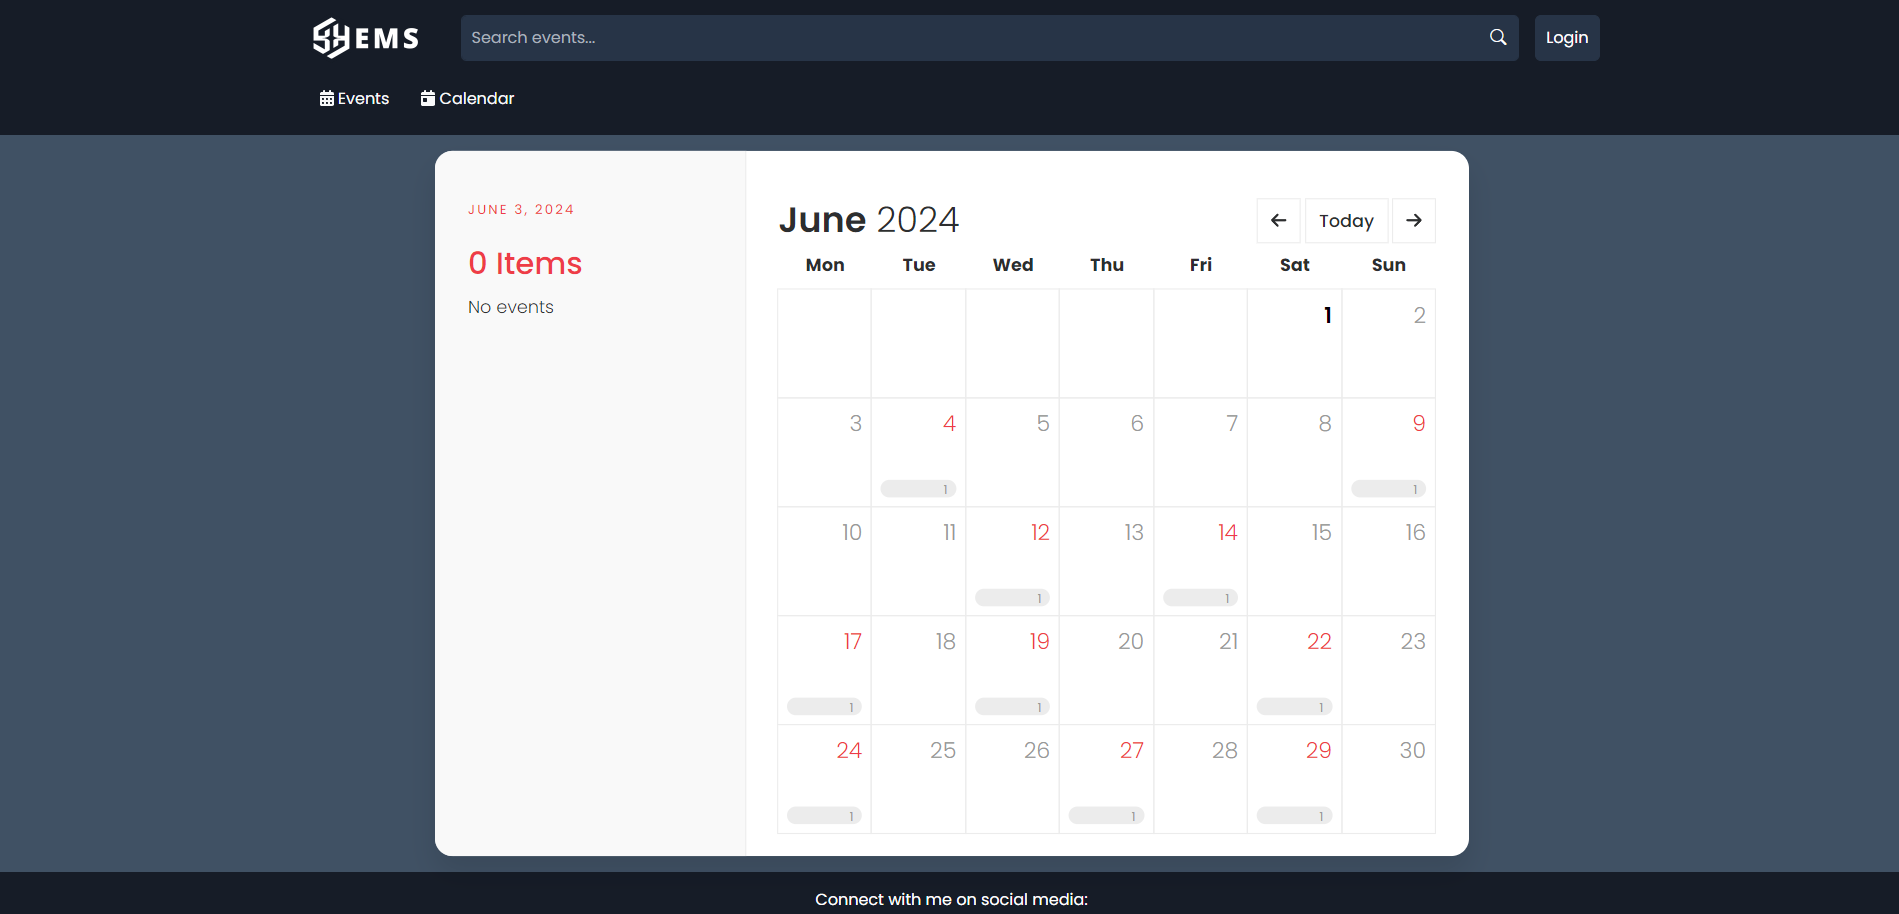 EMS
Search events...
Login
Events Calendar
JUNE 3, 2024
0 Items
No events
June 2024
Today
Mon Tue Wed Thu Fri Sat Sun
1 2
3 4 5 6 7 8 9
1 1
10 11 12 13 14 15 16
1 1
17 18 19 20 21 22 23
1 1 1
24 25 26 27 28 29 30
1 1 1
Connect with me on social media: